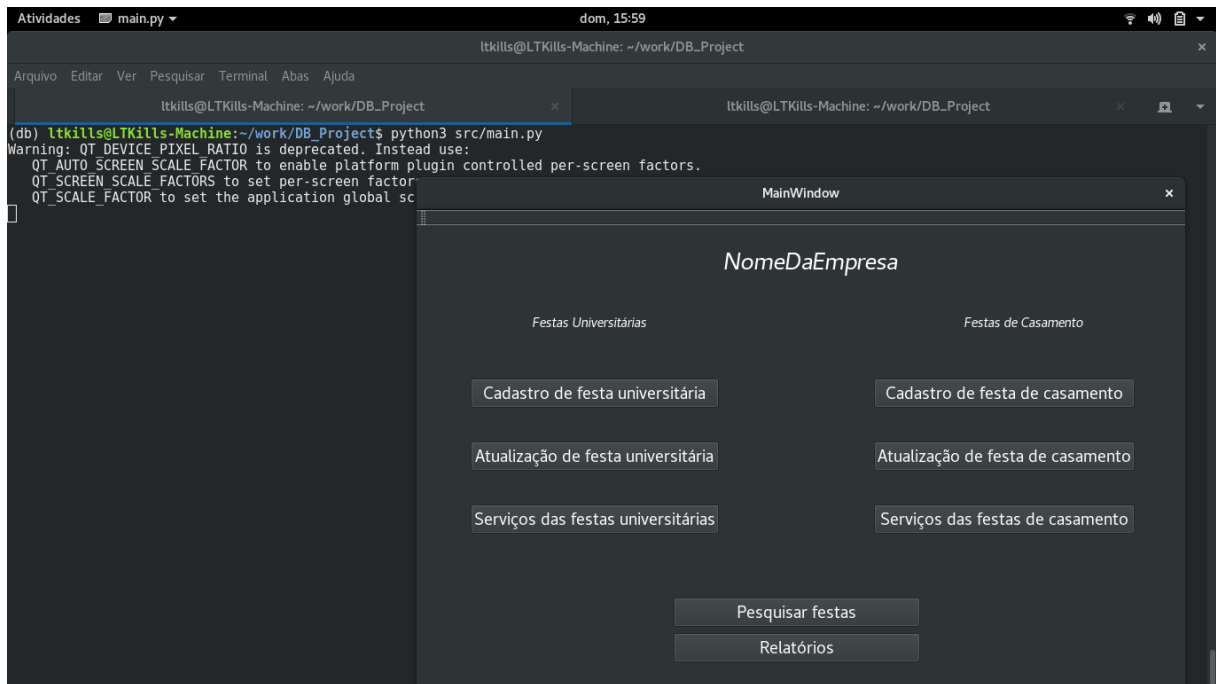 Atividades main.py dom, 15:59
ltkills@LTKills-Machine: ~/work/DB_Project
Arquivo Editar Ver Pesquisar Terminal Abas Ajuda
ltkills@LTKills-Machine: ~/work/DB_Project ltkills@LTKills-Machine: ~/work/DB_Project
(db) ltkills@LTKills-Machine:~/work/DB_Project$ python3 src/main.py
Warning: QT_DEVICE_PIXEL_RATIO is deprecated. Instead use:
QT_AUTO_SCREEN_SCALE_FACTOR to enable platform plugin controlled per-screen factors.
QT_SCREEN_SCALE_FACTORS to set per-screen factor
QT_SCALE_FACTOR to set the application global sc
MainWindow
NomeDaEmpresa
Festas Universitárias Festas de Casamento
Cadastro de festa universitária Cadastro de festa de casamento
Atualização de festa universitária Atualização de festa de casamento
Serviços das festas universitárias Serviços das festas de casamento
Pesquisar festas
Relatórios